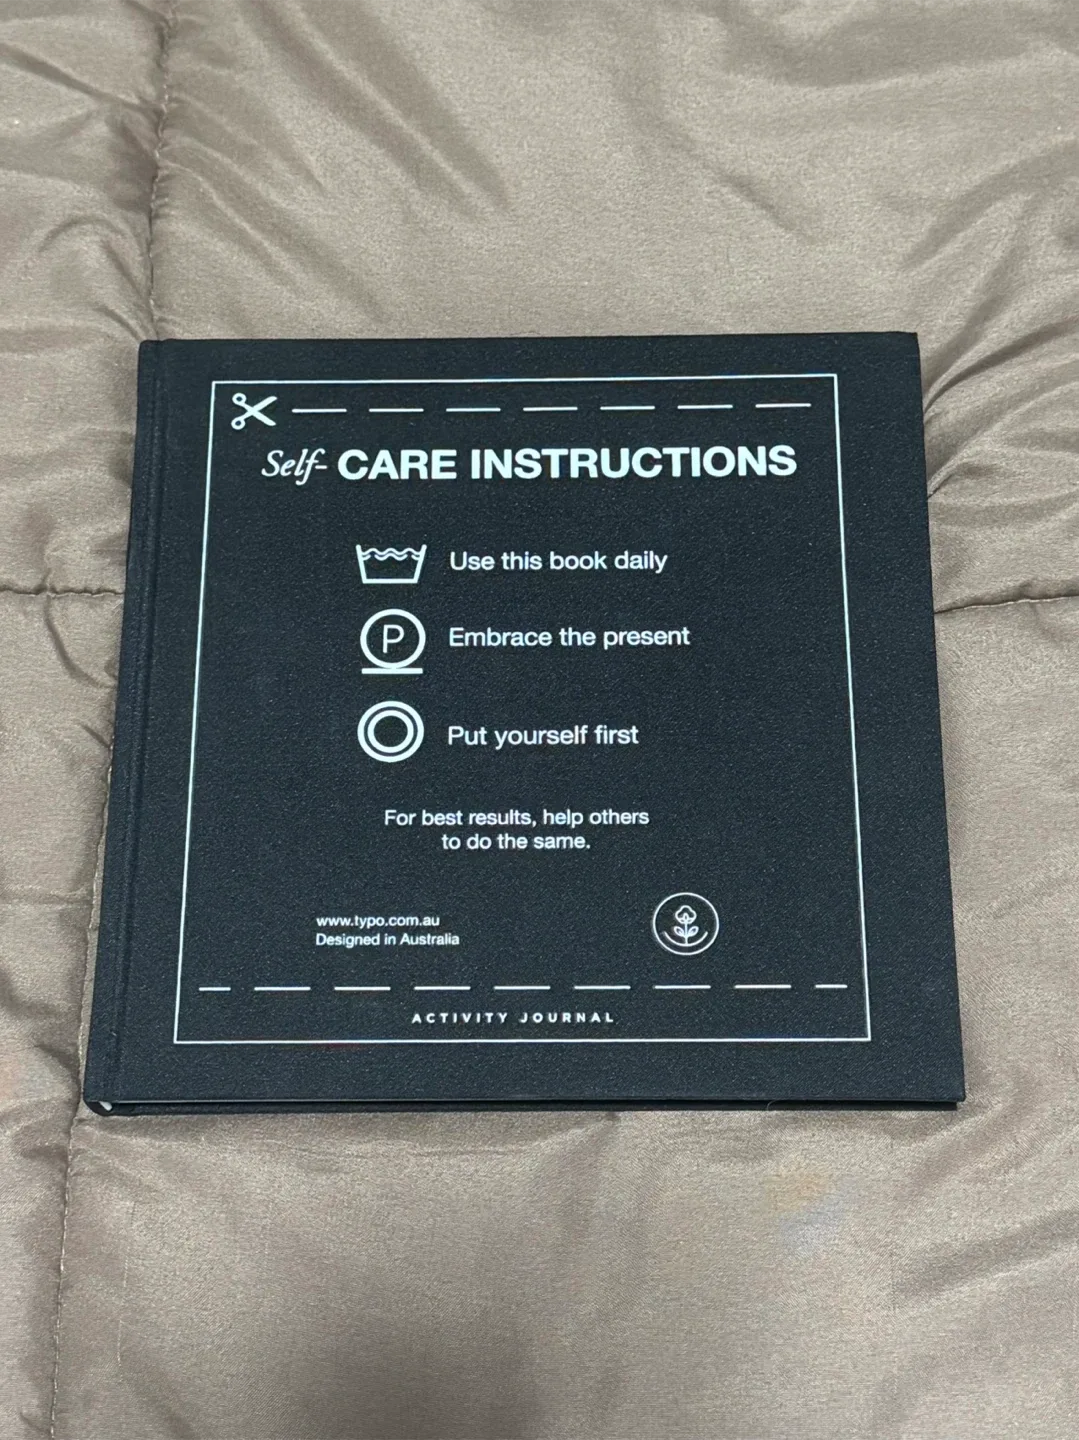 Self- CARE INSTRUCTIONS
Use this book daily
P Embrace the present
Put yourself first
For best results, help others
to do the same.
www.typo.com.au
Designed in Australia
ACTIVITY JOURNAL